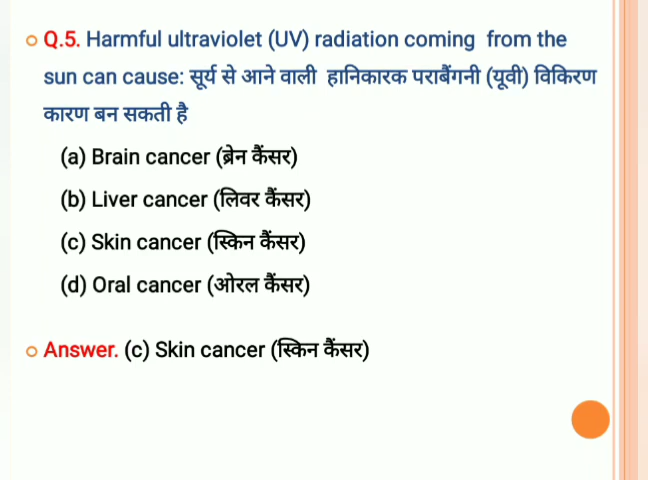 Q.5. Harmful ultraviolet (UV) radiation coming from the
sun can cause: सूर्य से आने वाली हानिकारक पराबैंगनी (यूवी) विकिरण
कारण बन सकती है
(a) Brain cancer (ब्रेन कैंसर)
(b) Liver cancer (लिवर कैंसर)
(c) Skin cancer (स्किन कैंसर)
(d) Oral cancer (ओरल कैंसर)
Answer. (c) Skin cancer (स्किन कैंसर)